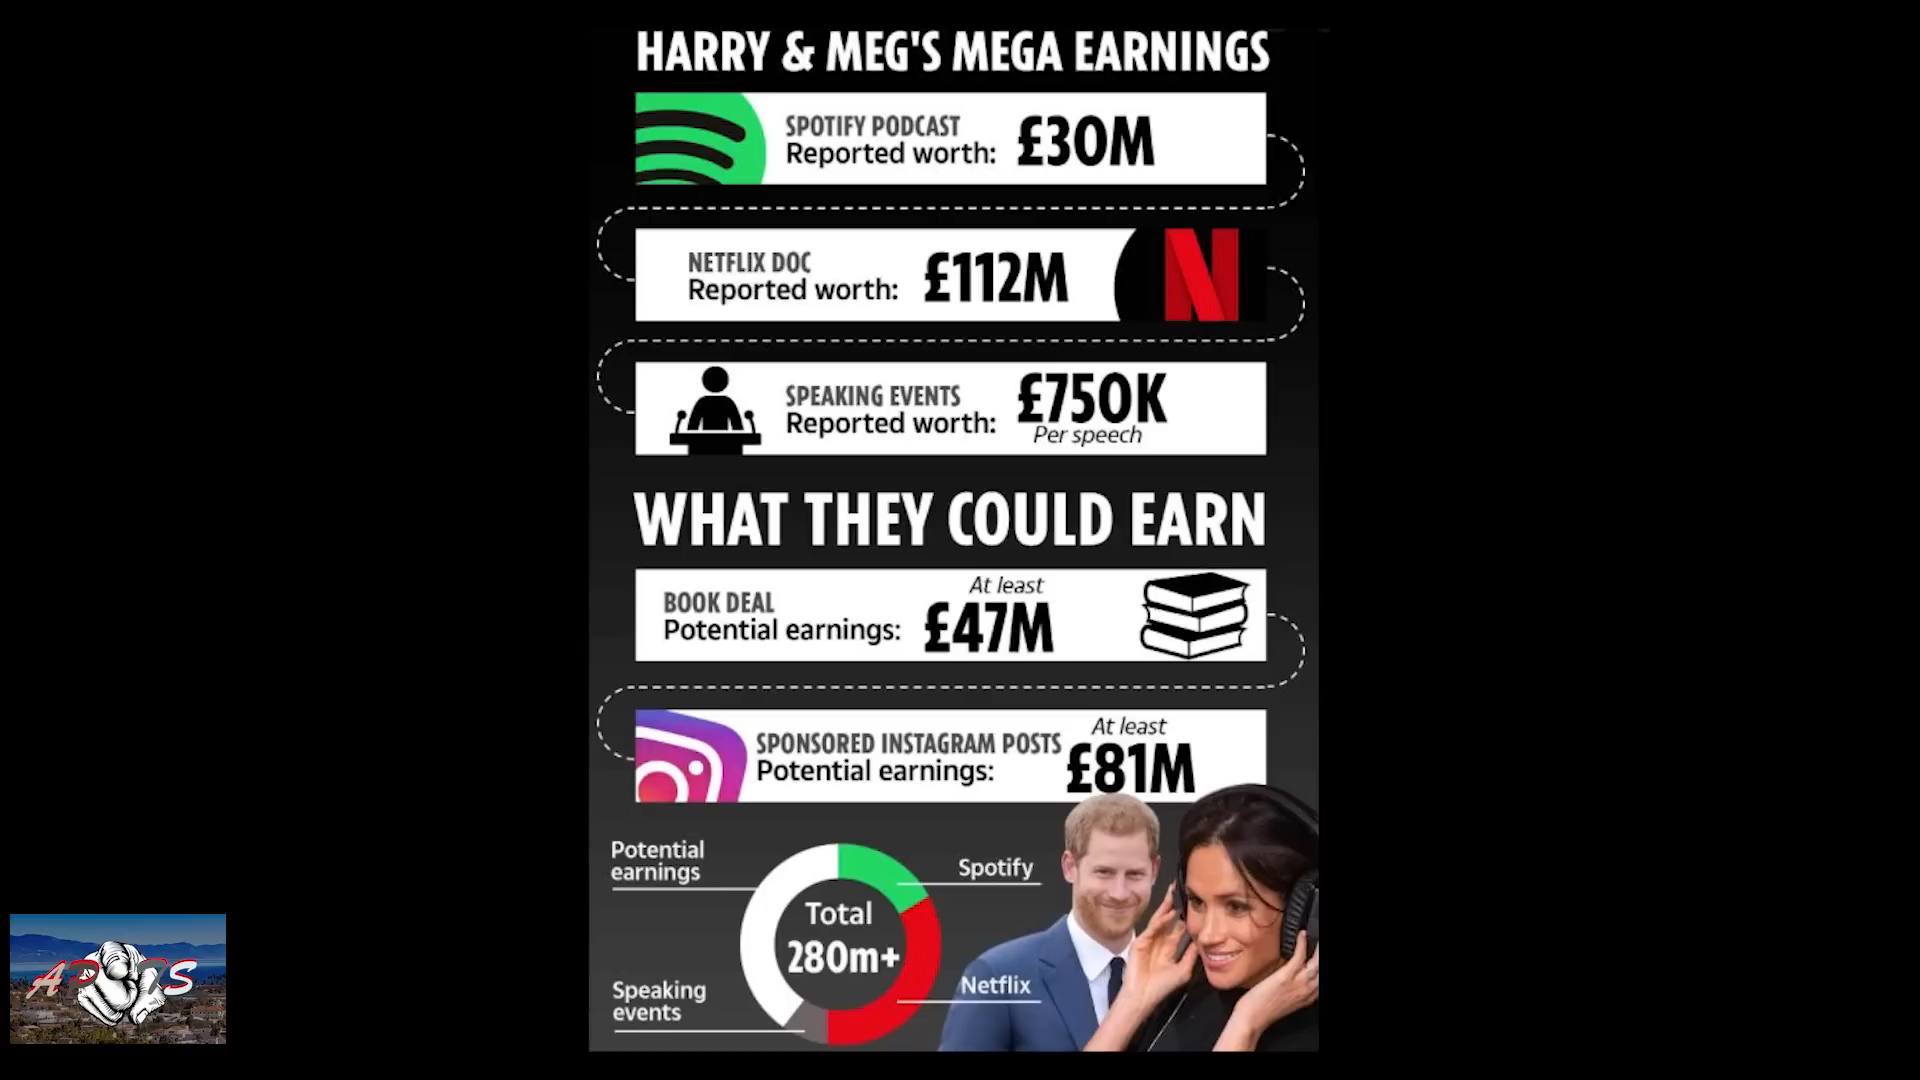 HARRY & MEG'S MEGA EARNINGS
SPOTIFY PODCAST
Reported worth: £30M
NETFLIX DOC
Reported worth: £112M
SPEAKING EVENTS
Reported worth: £750K
Per speech
WHAT THEY COULD EARN
BOOK DEAL
Potential earnings: At least
£47M
SPONSORED INSTAGRAM POSTS
Potential earnings: At least
£81M
Potential
earnings
Spotify
Total
280m+
Netflix
Speaking
events